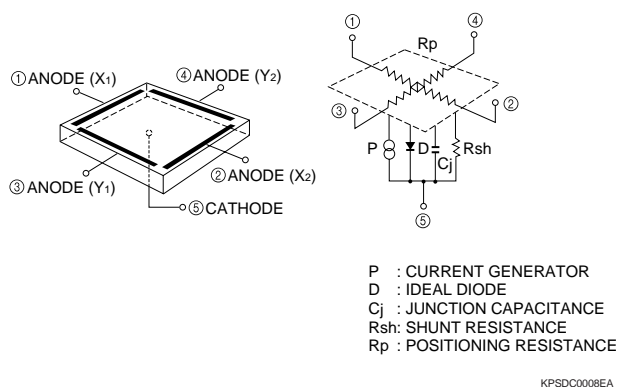 ①ANODE (X1)
④ANODE (Y2)
③ANODE (Y1)
②ANODE (X2)
⑤CATHODE
①
④
Rp
③
②
P
D
Cj
Rsh
⑤
P : CURRENT GENERATOR
D : IDEAL DIODE
Cj : JUNCTION CAPACITANCE
Rsh: SHUNT RESISTANCE
Rp : POSITIONING RESISTANCE
KPSDC0008EA